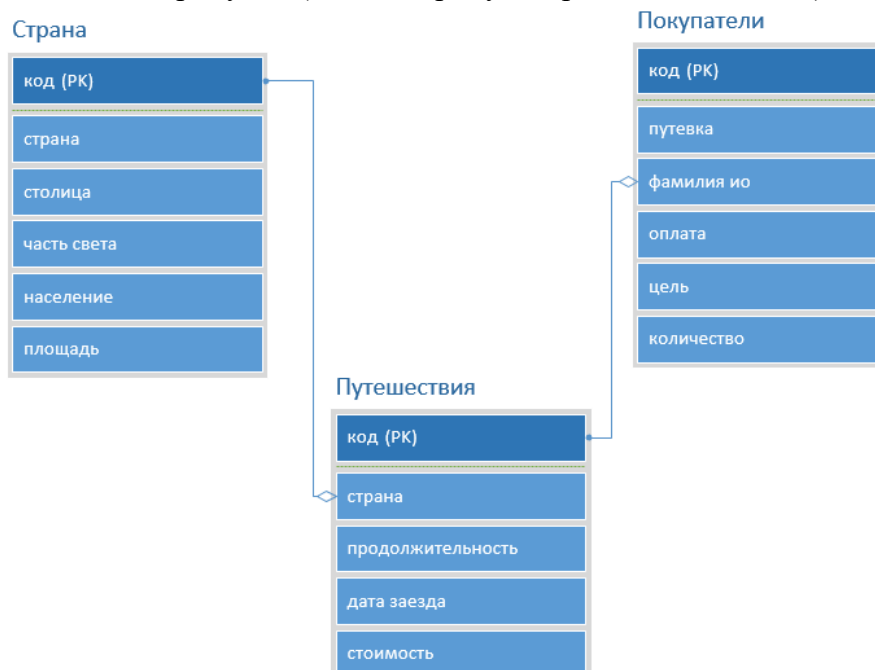 Страна
код (PK)
страна
столица
часть света
население
площадь
Покупатели
код (PK)
путевка
фамилия ио
оплата
цель
количество
Путешествия
код (PK)
страна
продолжительность
дата заезда
стоимость